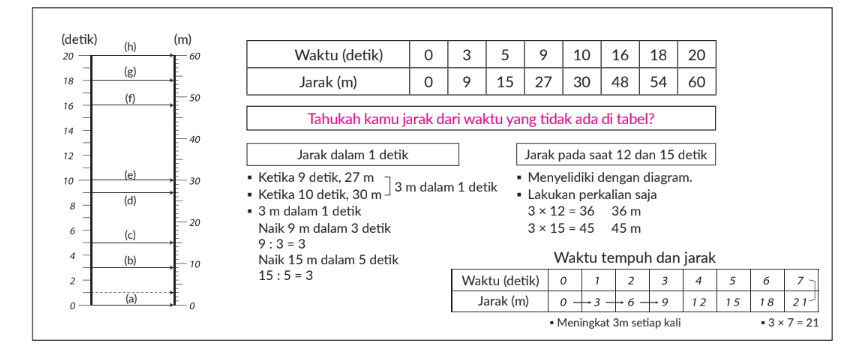 (detik)
(m)
20
18
16
14
12
10
8
6
4
2
0
(h)
(g)
(f)
(e)
(d)
(c)
(b)
(a)
60
50
40
30
20
10
0
Waktu (detik) 0 3 5 9 10 16 18 20
Jarak (m) 0 9 15 27 30 48 54 60
Tahukah kamu jarak dari waktu yang tidak ada di tabel?
Jarak dalam 1 detik
▪ Ketika 9 detik, 27 m
▪ Ketika 10 detik, 30 m
3 m dalam 1 detik
▪ 3 m dalam 1 detik
Naik 9 m dalam 3 detik
9 : 3 = 3
Naik 15 m dalam 5 detik
15 : 5 = 3
Jarak pada saat 12 dan 15 detik
▪ Menyelidiki dengan diagram.
▪ Lakukan perkalian saja
3 × 12 = 36 36 m
3 × 15 = 45 45 m
Waktu tempuh dan jarak
Waktu (detik) 0 1 2 3 4 5 6 7
Jarak (m) 0 3 6 9 12 15 18 21
▪ Meningkat 3m setiap kali
▪ 3 × 7 = 21